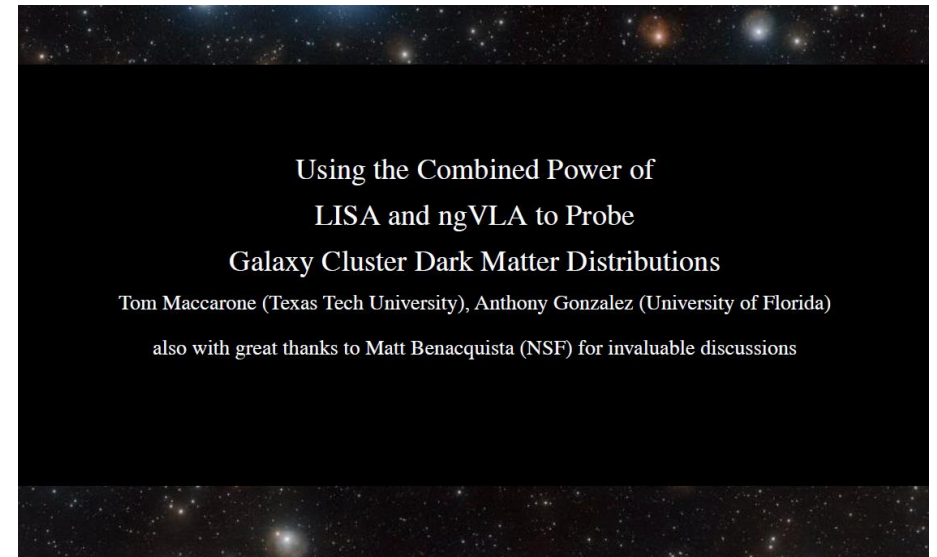 Using the Combined Power of
LISA and ngVLA to Probe
Galaxy Cluster Dark Matter Distributions
Tom Maccarone (Texas Tech University), Anthony Gonzalez (University of Florida)
also with great thanks to Matt Benacquista (NSF) for invaluable discussions